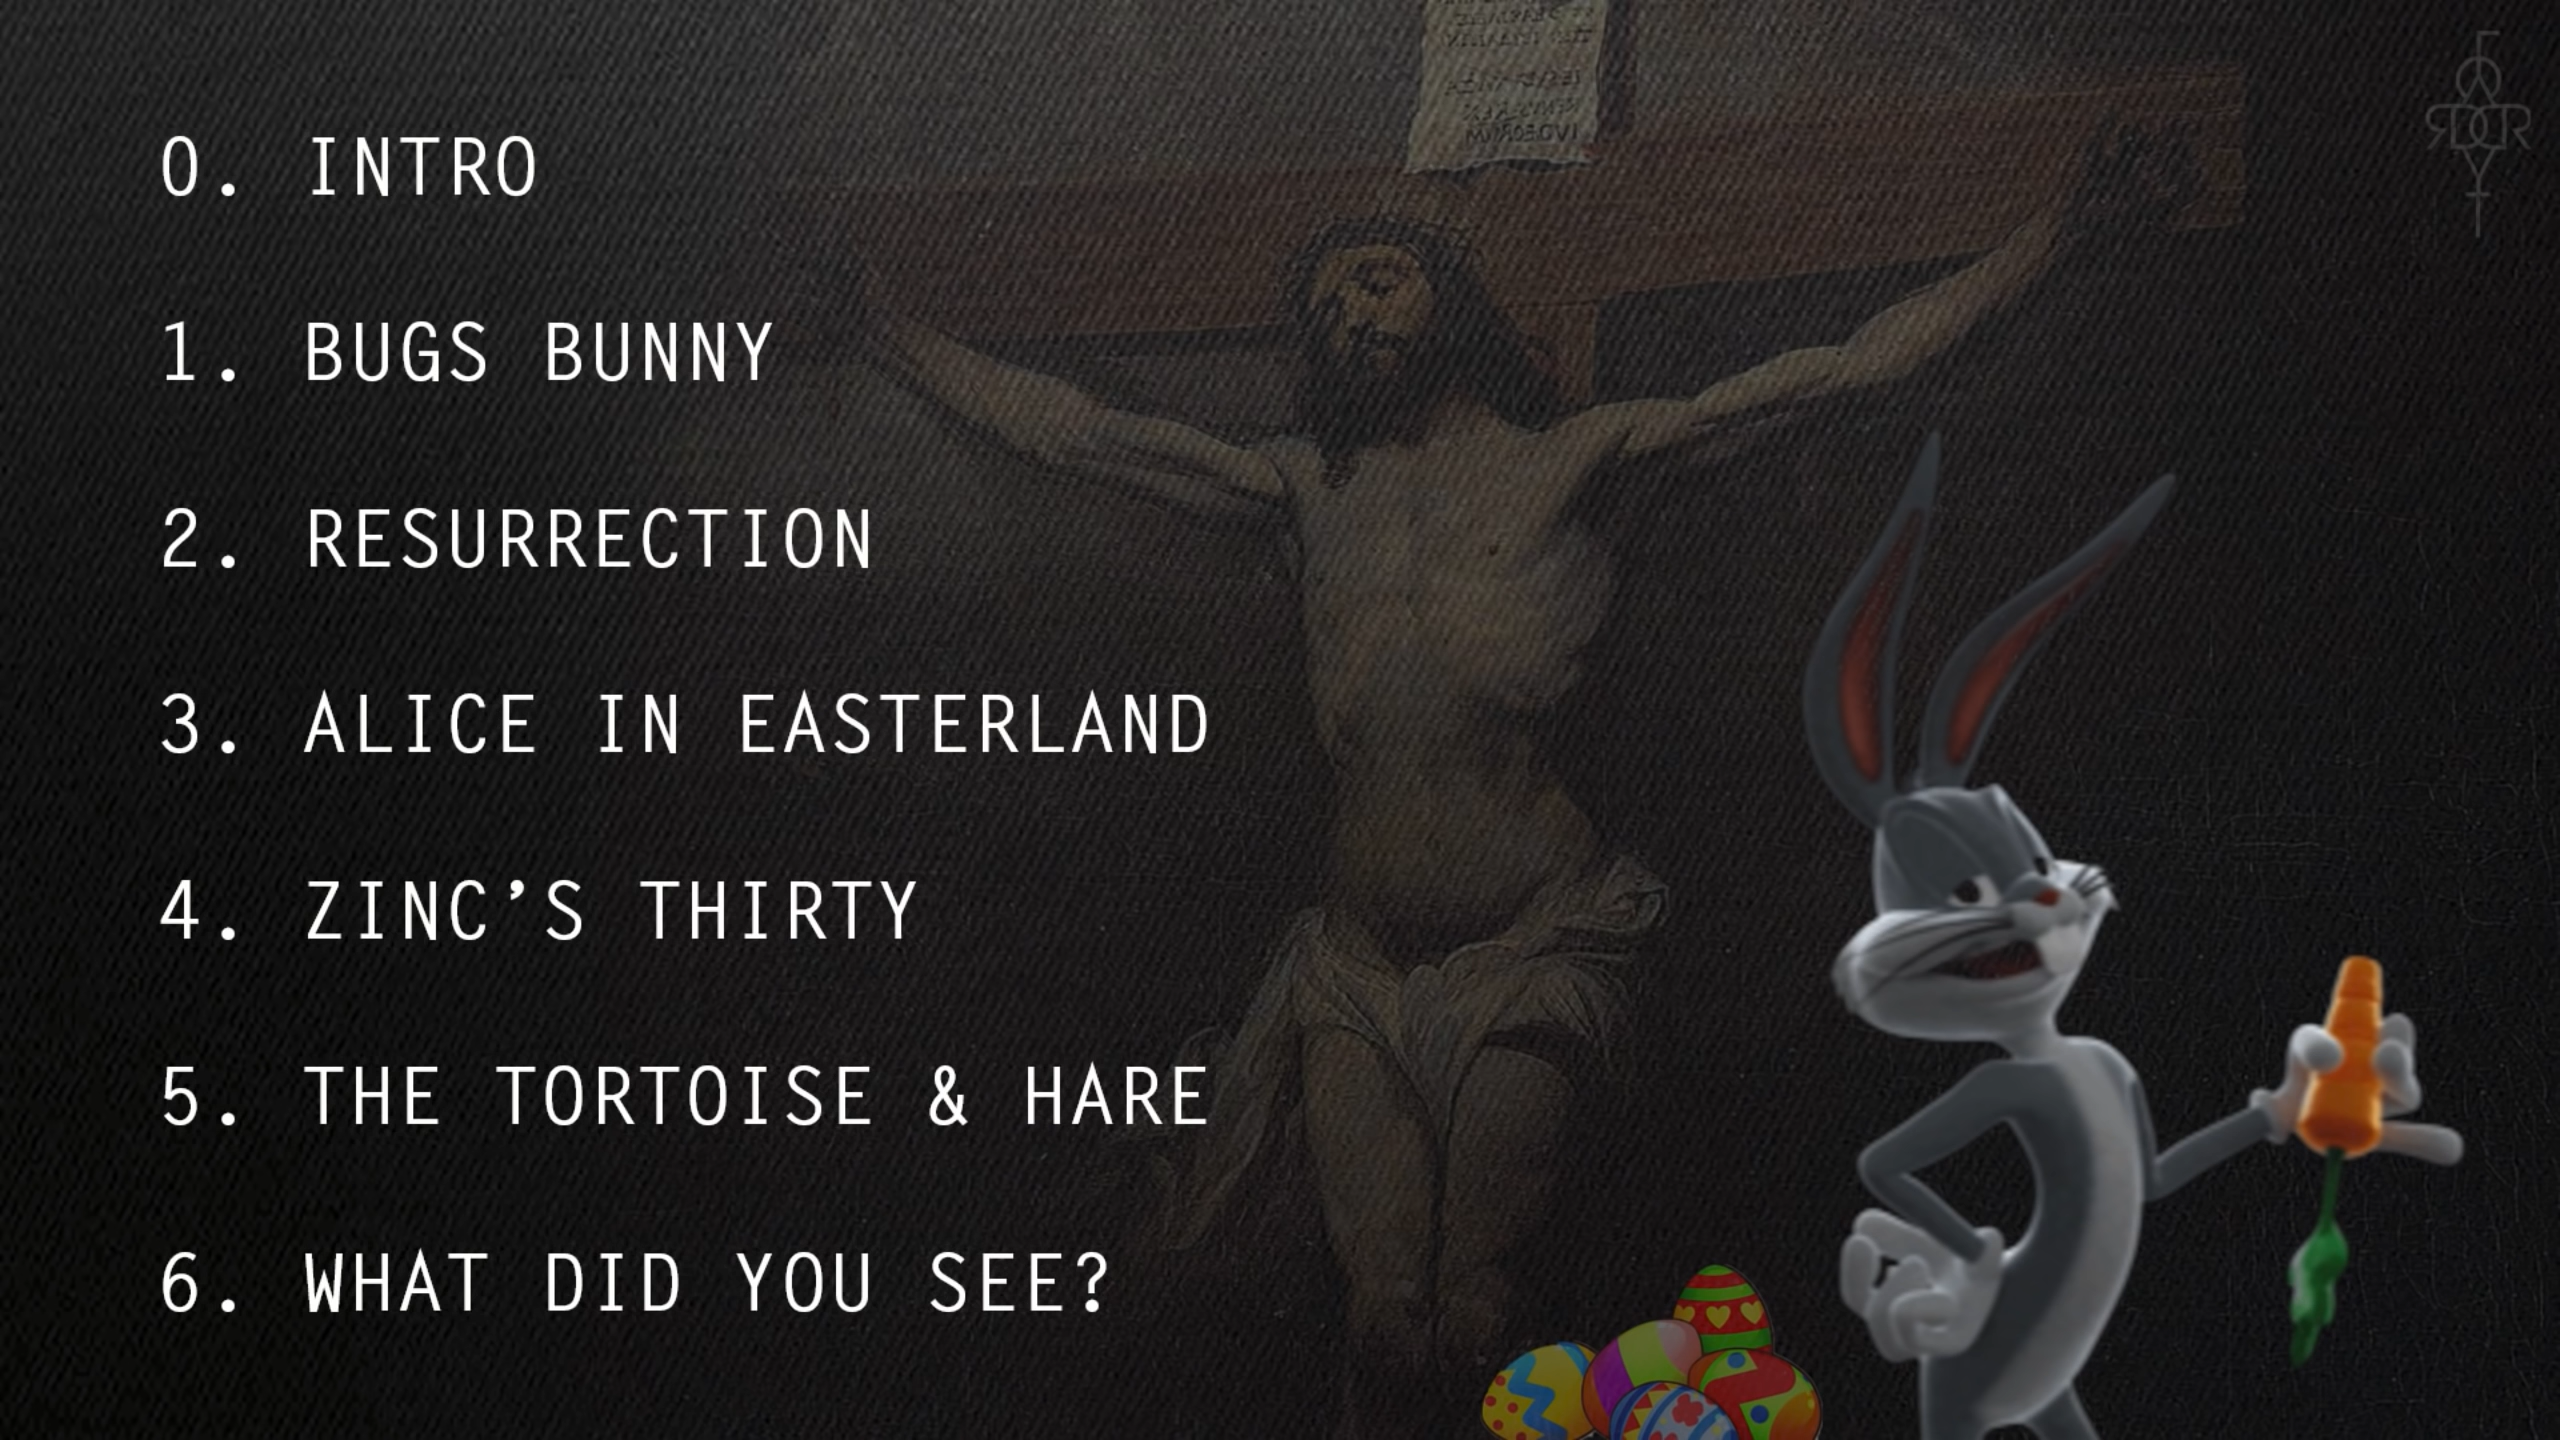 0. INTRO
1. BUGS BUNNY
2. RESURRECTION
3. ALICE IN EASTERLAND
4. ZINC’S THIRTY
5. THE TORTOISE & HARE
6. WHAT DID YOU SEE?